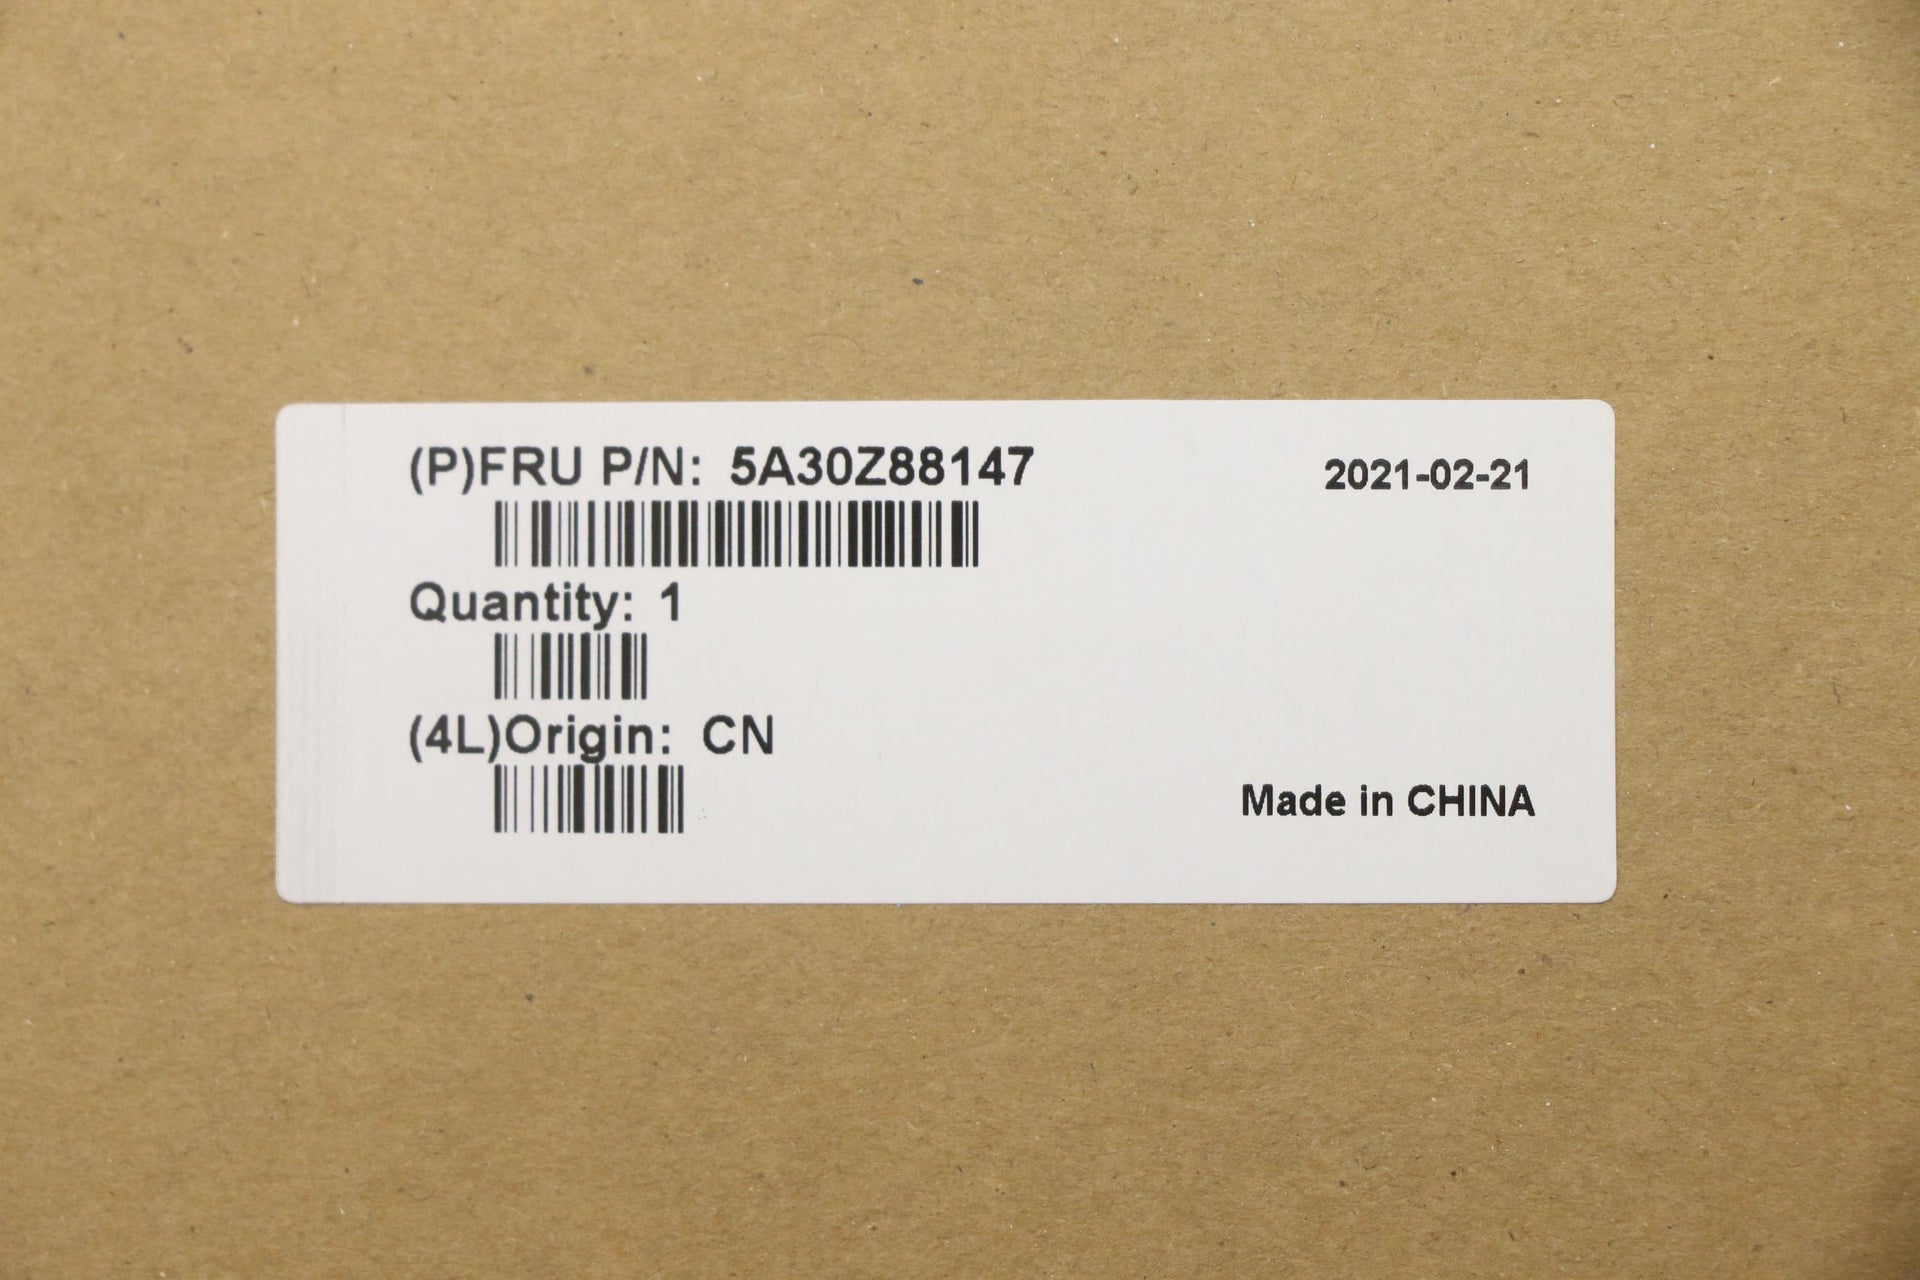 (P)FRU P/N: 5A30Z88147
2021-02-21
Quantity: 1
(4L)Origin: CN
Made in CHINA